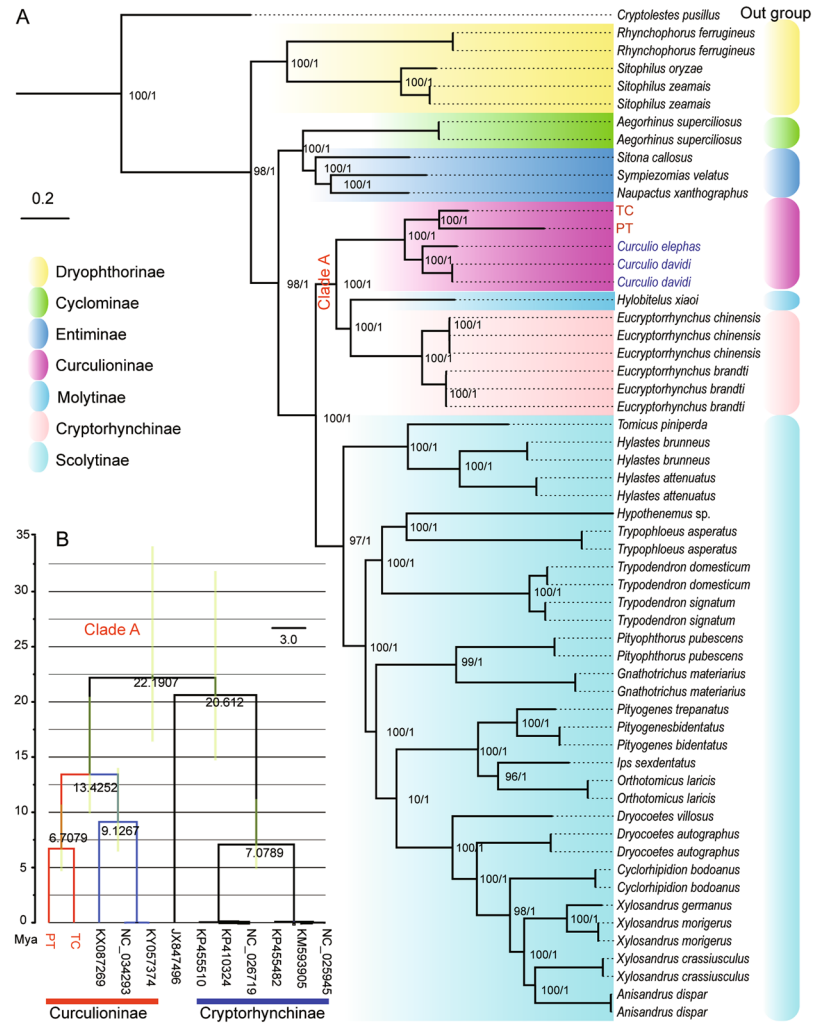 A
Out group
Cryptolestes pusillus
Rhynchophorus ferrugineus
Rhynchophorus ferrugineus
Sitophilus oryzae
Sitophilus zeamais
Sitophilus zeamais
Aegorhinus superciliosus
Aegorhinus superciliosus
Sitona callosus
Sympiezomias velatus
Naupactus xanthographus
TC
PT
Curculio elephas
Curculio davidi
Curculio davidi
Hylobitelus xiaoi
Eucryptorrhynchus chinensis
Eucryptorrhynchus chinensis
Eucryptorrhynchus chinensis
Eucryptorhynchus brandti
Eucryptorhynchus brandti
Eucryptorhynchus brandti
Tomicus piniperda
Hylastes brunneus
Hylastes brunneus
Hylastes attenuatus
Hylastes attenuatus
Hypothenemus sp.
Trypophloeus asperatus
Trypophloeus asperatus
Trypodendron domesticum
Trypodendron domesticum
Trypodendron signatum
Trypodendron signatum
Pityophthorus pubescens
Pityophthorus pubescens
Gnathotrichus materiarius
Gnathotrichus materiarius
Pityogenes trepanatus
Pityogenesbidentatus
Pityogenes bidentatus
Ips sexdentatus
Orthotomicus laricis
Orthotomicus laricis
Dryocoetes villosus
Dryocoetes autographus
Dryocoetes autographus
Cyclorhipidion bodoanus
Cyclorhipidion bodoanus
Xylosandrus germanus
Xylosandrus morigerus
Xylosandrus morigerus
Xylosandrus crassiusculus
Xylosandrus crassiusculus
Anisandrus dispar
Anisandrus dispar
100/1
100/1
100/1
98/1
100/1
100/1
100/1
98/1
Clade A
100/1
100/1
100/1
100/1
100/1
100/1
100/1
100/1
100/1
100/1
100/1
100/1
97/1
100/1
100/1
100/1
100/1
100/1
99/1
100/1
100/1
100/1
96/1
10/1
100/1
100/1
98/1
100/1
100/1
100/1
0.2
Dryophthorinae
Cyclominae
Entiminae
Curculioninae
Molytinae
Cryptorhynchinae
Scolytinae
B
35
30
25
20
15
10
5
0
Mya
Clade A
3.0
22.1907
20.612
13.4252
9.1267
6.7079
7.0789
PT
TC
KX087269
NC_034293
KY057374
JX847496
KP455510
KP410324
NC_026719
KP455482
KM593905
NC_025945
Curculioninae
Cryptorhynchinae